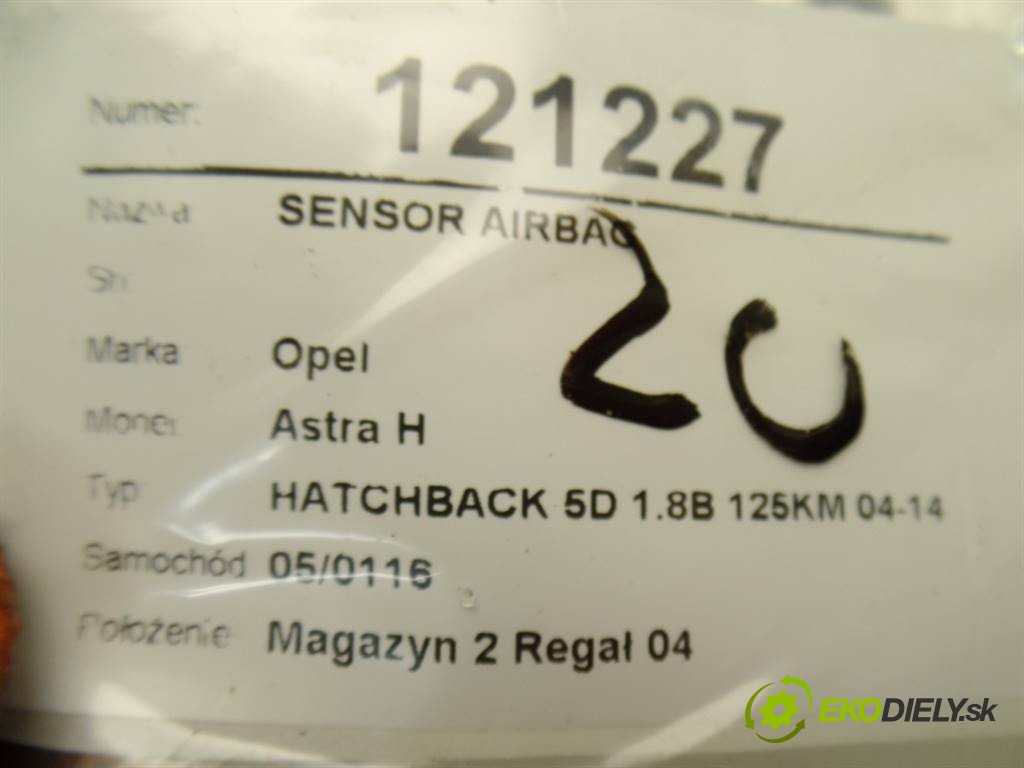 Numer: 121227
Nazwa SENSOR AIRBAG
20
Marka Opel
Astra H
Typ HATCHBACK 5D 1.8B 125KM 04-14
Samochód 05/0116
Położenie Magazyn 2 Regał 04
EKODIELY.sk